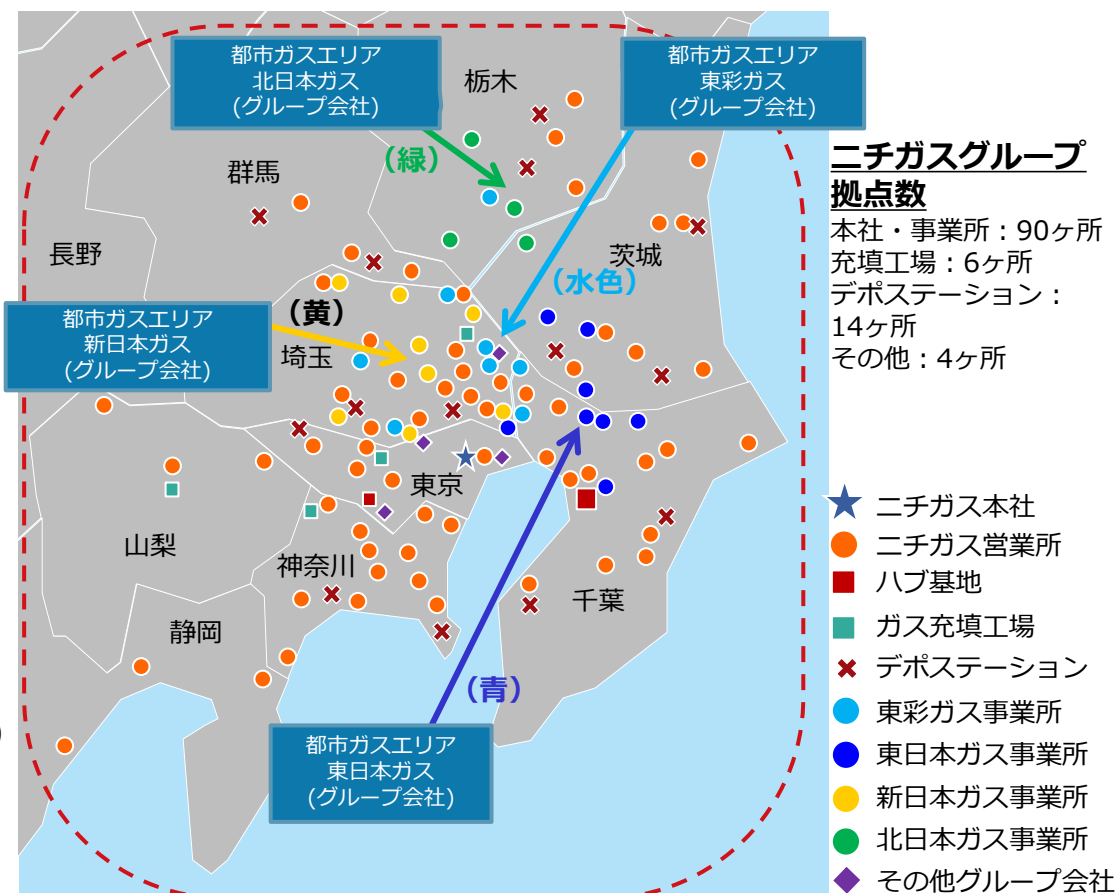 都市ガスエリア
北日本ガス
(グループ会社)
都市ガスエリア
東彩ガス
(グループ会社)
栃木
(緑)
群馬
長野
茨城
(水色)
(黄)
都市ガスエリア
新日本ガス
(グループ会社)
埼玉
東京
山梨
神奈川
千葉
静岡
(青)
都市ガスエリア
東日本ガス
(グループ会社)
ニチガスグループ
拠点数
本社・事業所：90ヶ所
充填工場：6ヶ所
デポステーション：
14ヶ所
その他：4ヶ所
ニチガス本社
ニチガス営業所
ハブ基地
ガス充填工場
デポステーション
東彩ガス事業所
東日本ガス事業所
新日本ガス事業所
北日本ガス事業所
その他グループ会社